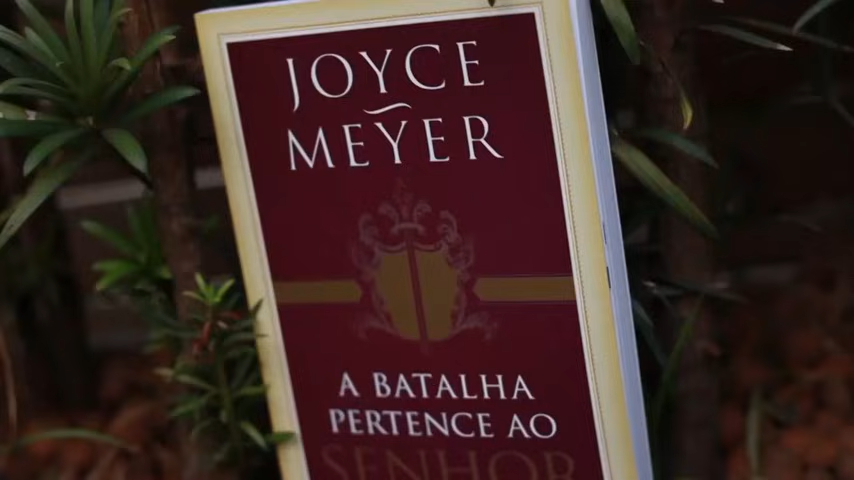 JOYCE
MEYER
A BATALHA
PERTENCE AO
SENHOR